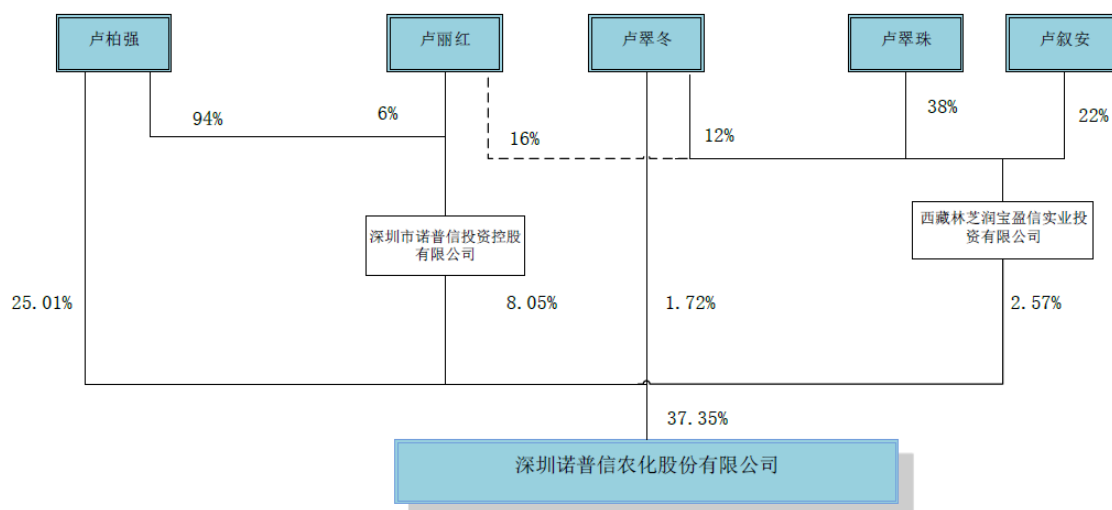 卢柏强
卢丽红
卢翠冬
卢翠珠
卢叙安
94%
6%
16%
12%
38%
22%
深圳市诺普信投资控股
有限公司
西藏林芝润宝盈信实业投
资有限公司
25.01%
8.05%
1.72%
2.57%
37.35%
深圳诺普信农化股份有限公司